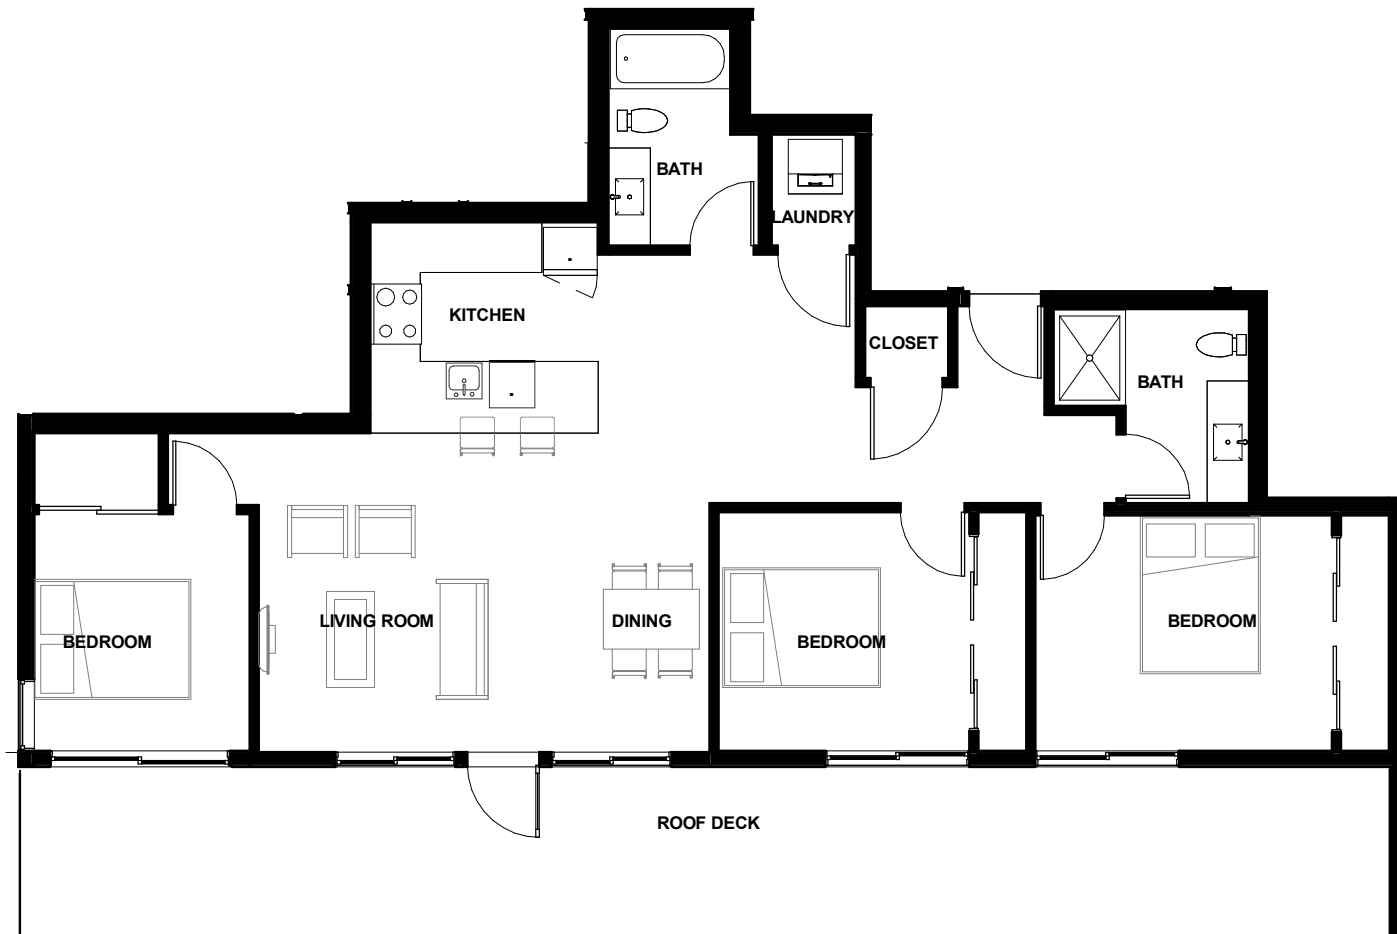 BATH
LAUNDRY
KITCHEN
CLOSET
BATH
BEDROOM
LIVING ROOM
DINING
BEDROOM
BEDROOM
ROOF DECK